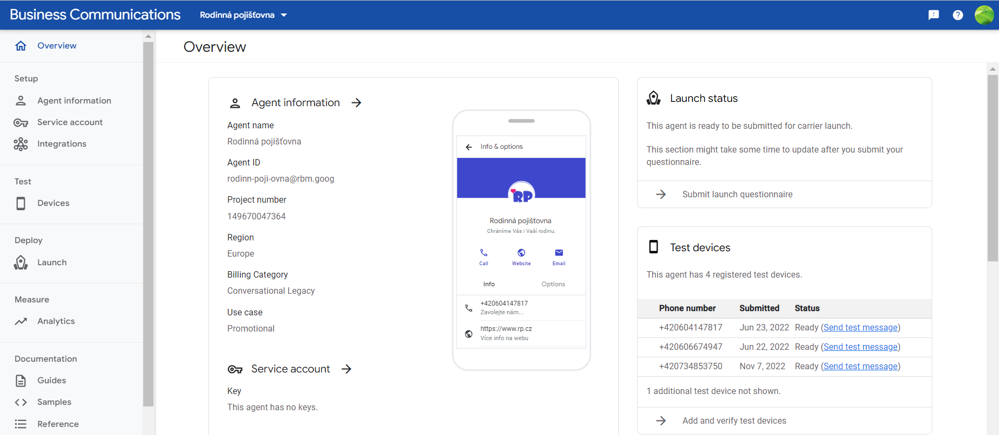 Business Communications
Rodinná pojišťovna
Overview
Setup
Agent information
Service account
Integrations
Test
Devices
Deploy
Launch
Measure
Analytics
Documentation
Guides
Samples
Reference
Overview
Agent information
Agent name
Rodinná pojišťovna
Agent ID
rodinn-poji-ovna@rbm.goog
Project number
149670047364
Region
Europe
Billing Category
Conversational Legacy
Use case
Promotional
Service account
Key
This agent has no keys.
Info & options
RP
Rodinná pojišťovna
Chráníme Vás i Vaší rodinu.
Call Website Email
Info Options
+420604147817
Zavolejte nám...
https://www.rp.cz
Více info na webu
Launch status
This agent is ready to be submitted for carrier launch.
This section might take some time to update after you submit your
questionnaire.
Submit launch questionnaire
Test devices
This agent has 4 registered test devices.
Phone number Submitted Status
+420604147817 Jun 23, 2022 Ready (Send test message)
+420606674947 Jun 22, 2022 Ready (Send test message)
+420734853750 Nov 7, 2022 Ready (Send test message)
1 additional test device not shown.
Add and verify test devices